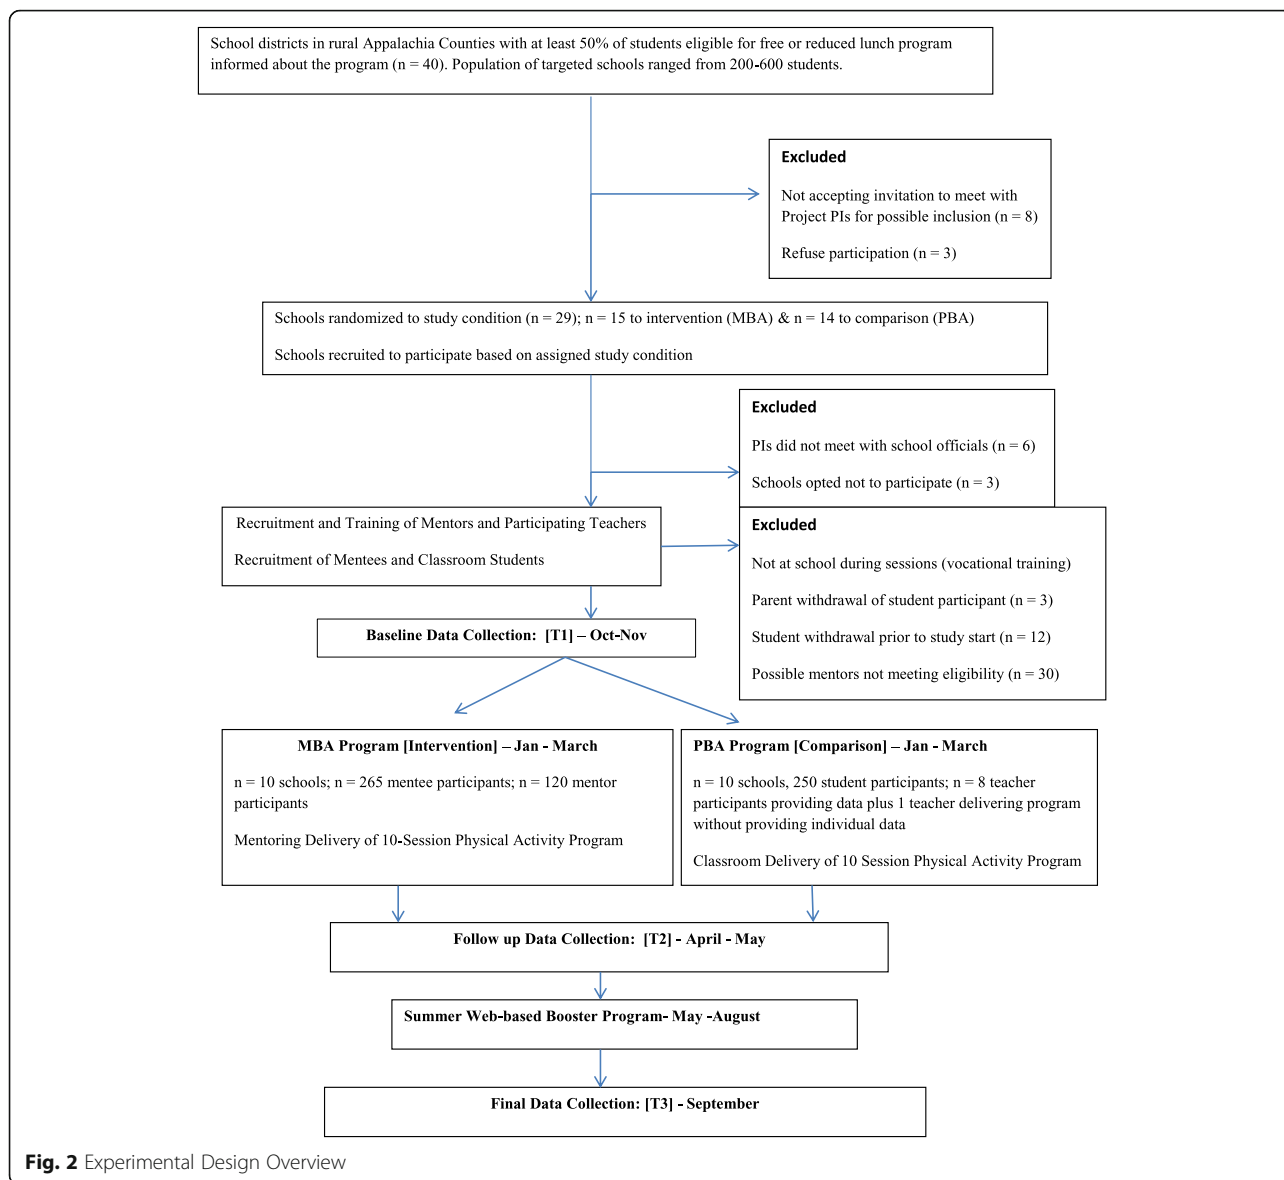 School districts in rural Appalachia Counties with at least 50% of students eligible for free or reduced lunch program
informed about the program (n = 40). Population of targeted schools ranged from 200-600 students.
Excluded
Not accepting invitation to meet with
Project PIs for possible inclusion (n = 8)
Refuse participation (n = 3)
Schools randomized to study condition (n = 29); n = 15 to intervention (MBA) & n = 14 to comparison (PBA)
Schools recruited to participate based on assigned study condition
Excluded
PIs did not meet with school officials (n = 6)
Schools opted not to participate (n = 3)
Recruitment and Training of Mentors and Participating Teachers
Recruitment of Mentees and Classroom Students
Excluded
Not at school during sessions (vocational training)
Parent withdrawal of student participant (n = 3)
Student withdrawal prior to study start (n = 12)
Possible mentors not meeting eligibility (n = 30)
Baseline Data Collection: [T1] – Oct-Nov
MBA Program [Intervention] – Jan - March
n = 10 schools; n = 265 mentee participants; n = 120 mentor
participants
Mentoring Delivery of 10-Session Physical Activity Program
PBA Program [Comparison] – Jan - March
n = 10 schools, 250 student participants; n = 8 teacher
participants providing data plus 1 teacher delivering program
without providing individual data
Classroom Delivery of 10 Session Physical Activity Program
Follow up Data Collection: [T2] - April - May
Summer Web-based Booster Program- May -August
Final Data Collection: [T3] - September
Fig. 2 Experimental Design Overview